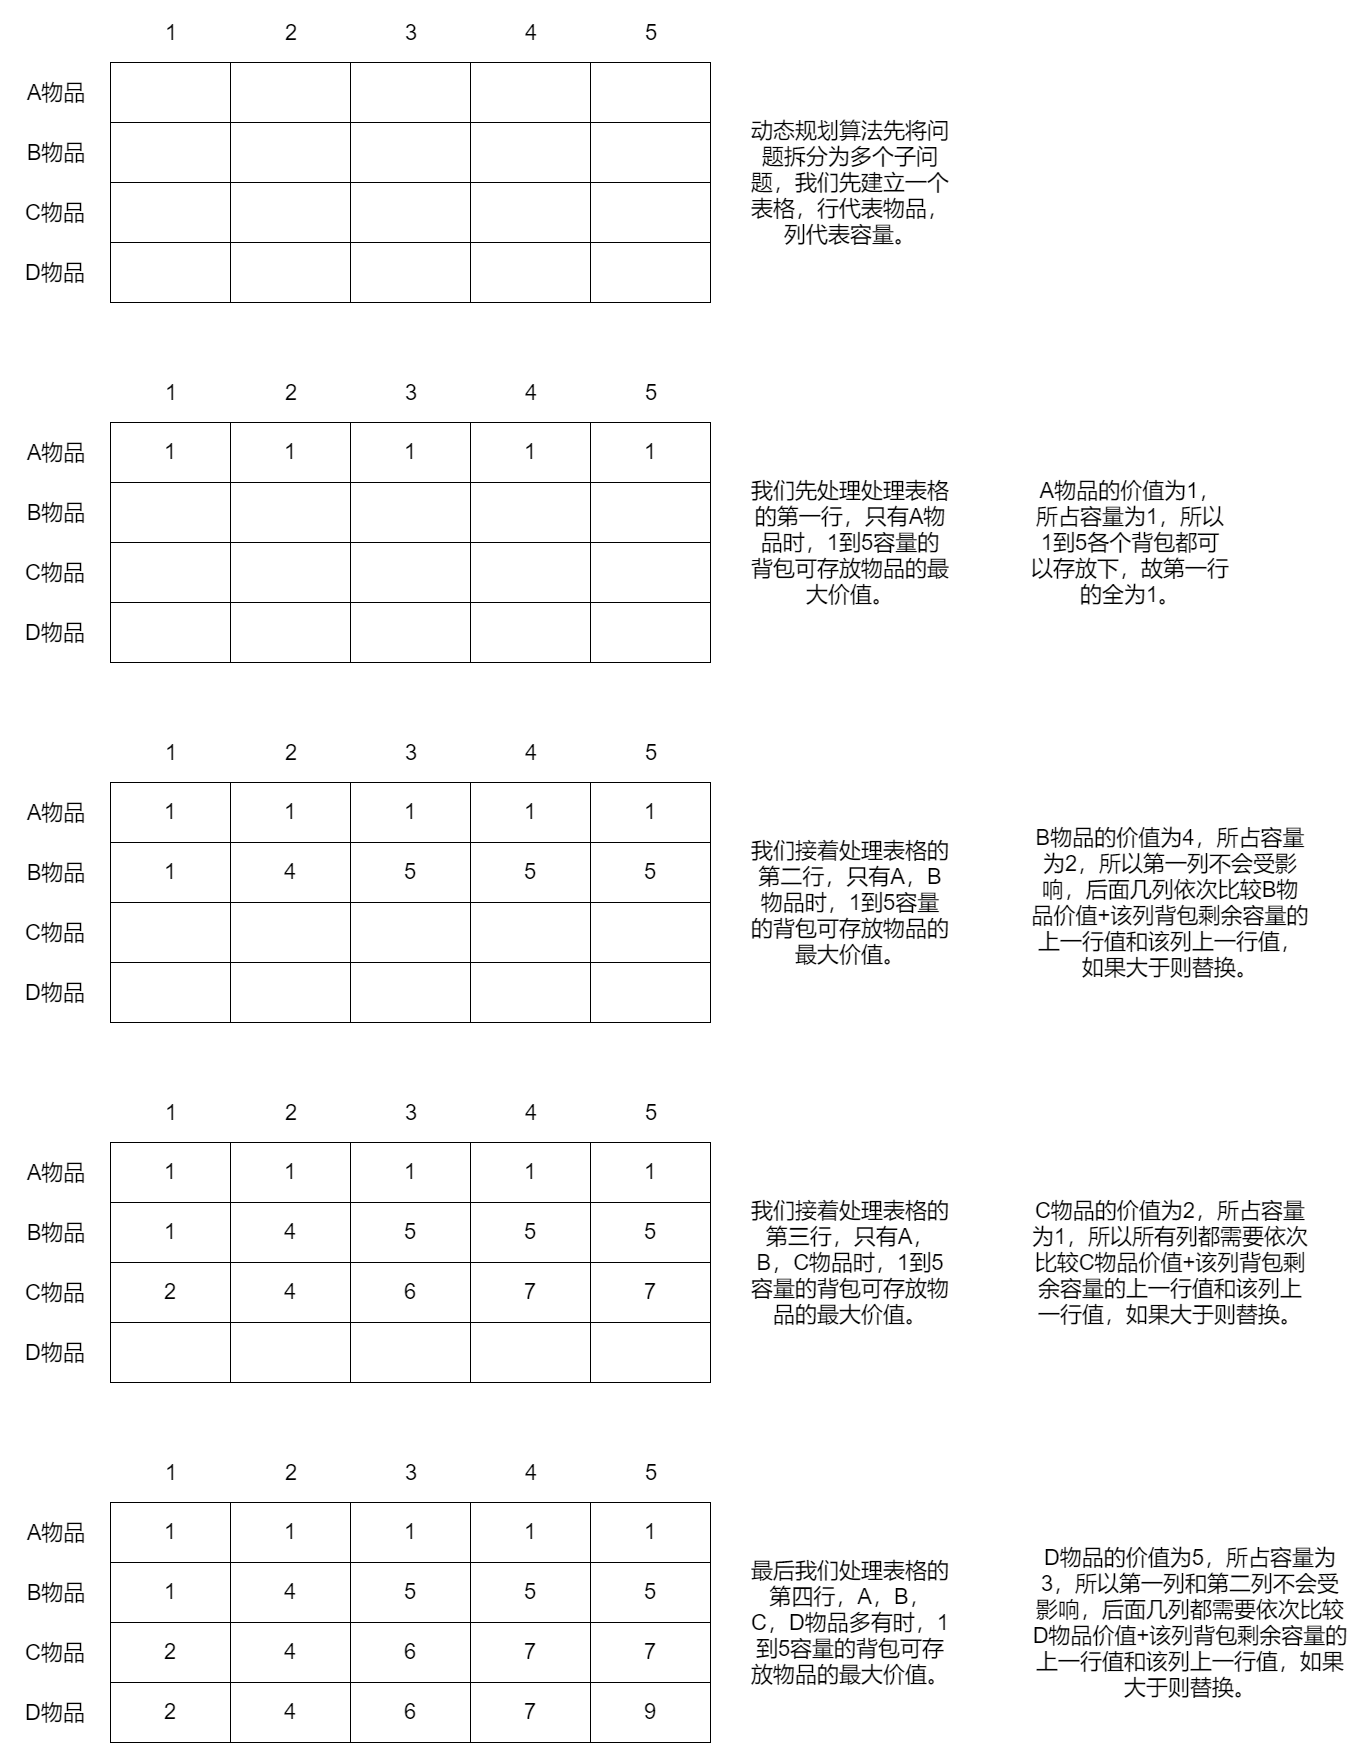 1 2 3 4 5
A物品
B物品
C物品
D物品
动态规划算法先将问
题拆分为多个子问
题，我们先建立一个
表格，行代表物品，
列代表容量。
1 2 3 4 5
A物品 1 1 1 1 1
B物品
C物品
D物品
我们先处理处理表格
的第一行，只有A物
品时，1到5容量的
背包可存放物品的最
大价值。
A物品的价值为1，
所占容量为1，所以
1到5各个背包都可
以存放下，故第一行
的全为1。
1 2 3 4 5
A物品 1 1 1 1 1
B物品 1 4 5 5 5
C物品
D物品
我们接着处理表格的
第二行，只有A，B
物品时，1到5容量
的背包可存放物品的
最大价值。
B物品的价值为4，所占容量
为2，所以第一列不会受影
响，后面几列依次比较B物
品价值+该列背包剩余容量的
上一行值和该列上一行值，
如果大于则替换。
1 2 3 4 5
A物品 1 1 1 1 1
B物品 1 4 5 5 5
C物品 2 4 6 7 7
D物品
我们接着处理表格的
第三行，只有A，
B，C物品时，1到5
容量的背包可存放物
品的最大价值。
C物品的价值为2，所占容量
为1，所以所有列都需要依次
比较C物品价值+该列背包剩
余容量的上一行值和该列上
一行值，如果大于则替换。
1 2 3 4 5
A物品 1 1 1 1 1
B物品 1 4 5 5 5
C物品 2 4 6 7 7
D物品 2 4 6 7 9
最后我们处理表格的
第四行，A，B，
C，D物品多有时，1
到5容量的背包可存
放物品的最大价值。
D物品的价值为5，所占容量为
3，所以第一列和第二列不会受
影响，后面几列都需要依次比较
D物品价值+该列背包剩余容量的
上一行值和该列上一行值，如果
大于则替换。